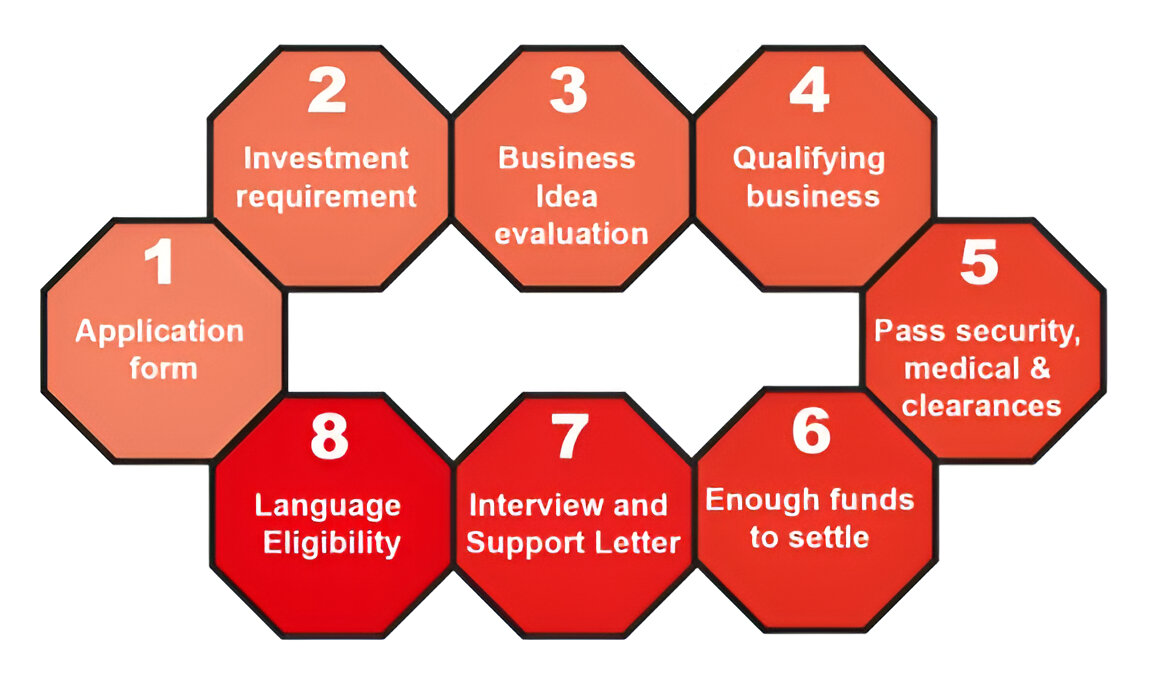 1
Application
form
2
Investment
requirement
3
Business
Idea
evaluation
4
Qualifying
business
5
Pass security,
medical &
clearances
6
Enough funds
to settle
7
Interview and
Support Letter
8
Language
Eligibility